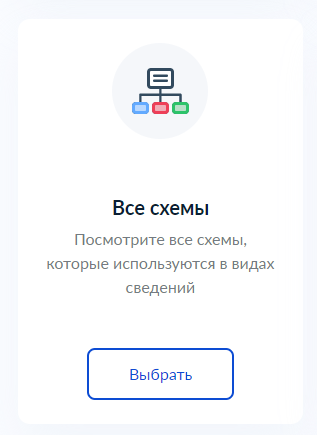 Все схемы
Посмотрите все схемы,
которые используются в видах
сведений
Выбрать